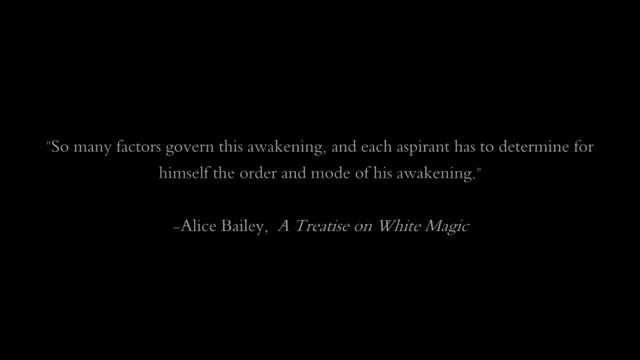 "So many factors govern this awakening, and each aspirant has to determine for
himself the order and mode of his awakening."
-Alice Bailey, A Treatise on White Magic